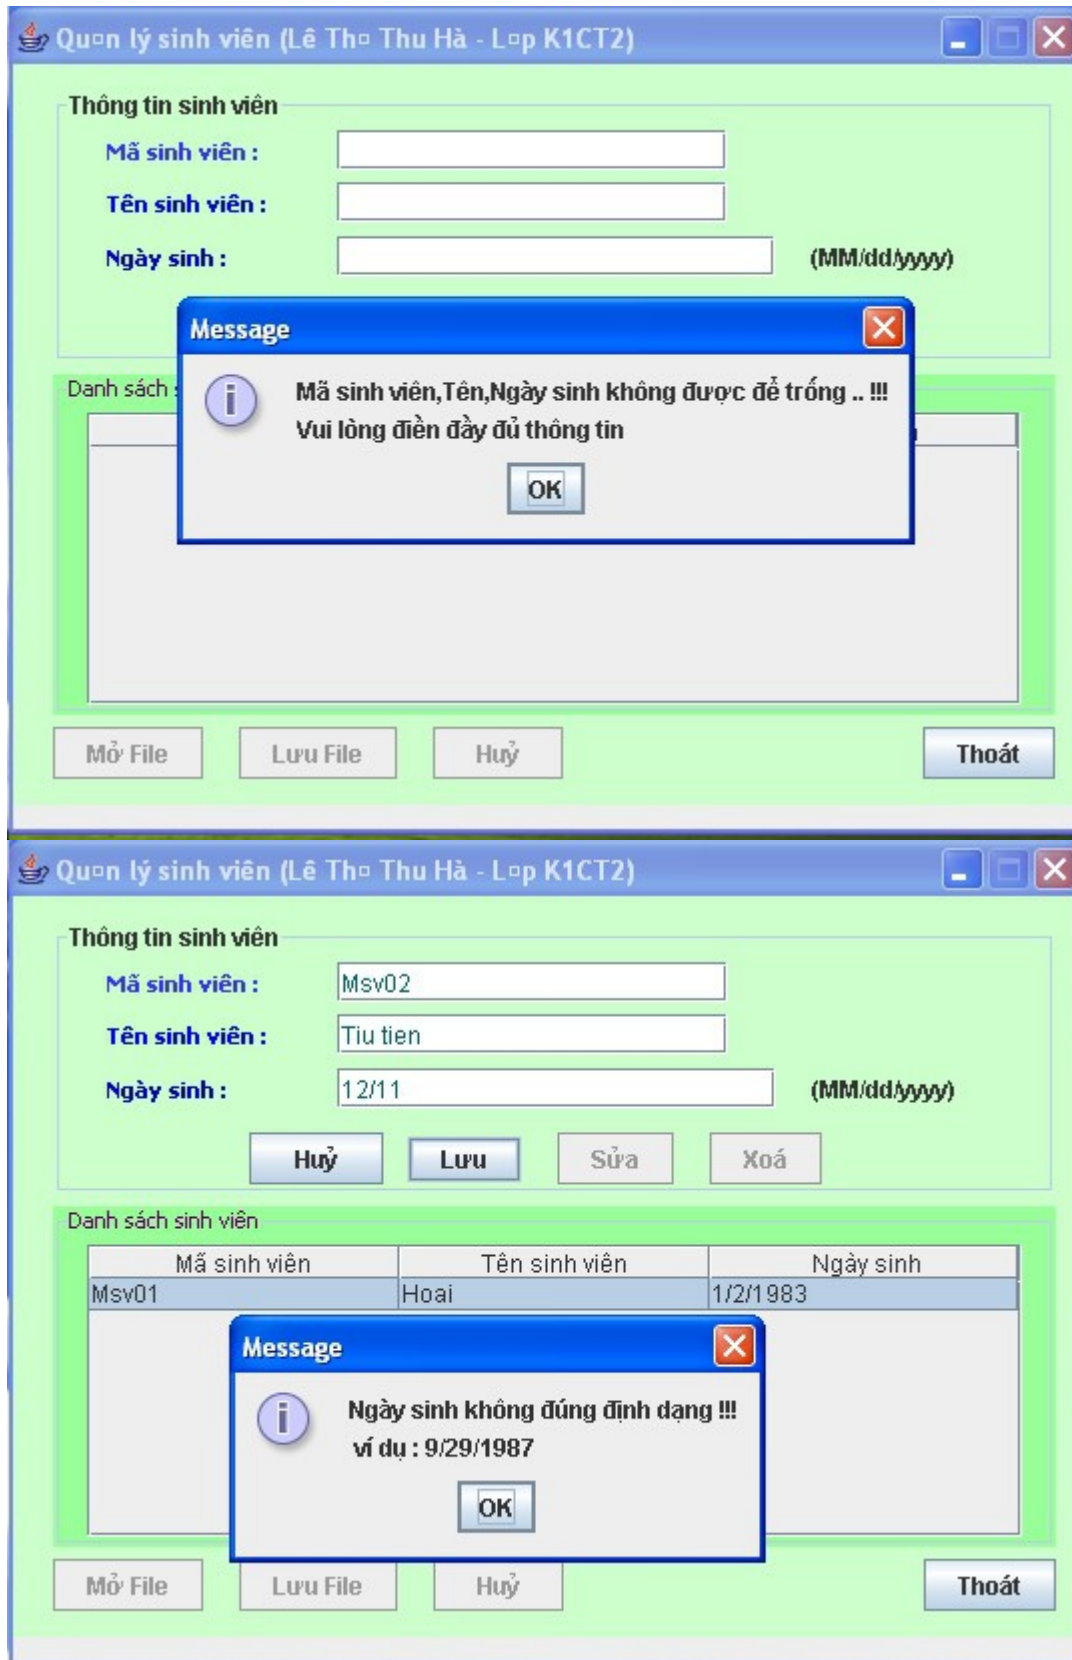 Qu¤n lý sinh viên (Lê Th¤ Thu Hà - L¤p K1CT2)
Thông tin sinh viên
Mã sinh viên :
Tên sinh viên :
Ngày sinh : (MM/dd/yyyy)
Message
Danh sách
Mã sinh viên,Tên,Ngày sinh không được để trống .. !!!
Vui lòng điền đầy đủ thông tin
OK
Mở File Lưu File Huỷ Thoát
Qu¤n lý sinh viên (Lê Th¤ Thu Hà - L¤p K1CT2)
Thông tin sinh viên
Mã sinh viên : Msv02
Tên sinh viên : Tiu tien
Ngày sinh : 12/11 (MM/dd/yyyy)
Huỷ Lưu Sửa Xoá
Danh sách sinh viên
Mã sinh viên Tên sinh viên Ngày sinh
Msv01 Hoai 1/2/1983
Message
Ngày sinh không đúng định dạng !!!
ví dụ : 9/29/1987
OK
Mở File Lưu File Huỷ Thoát